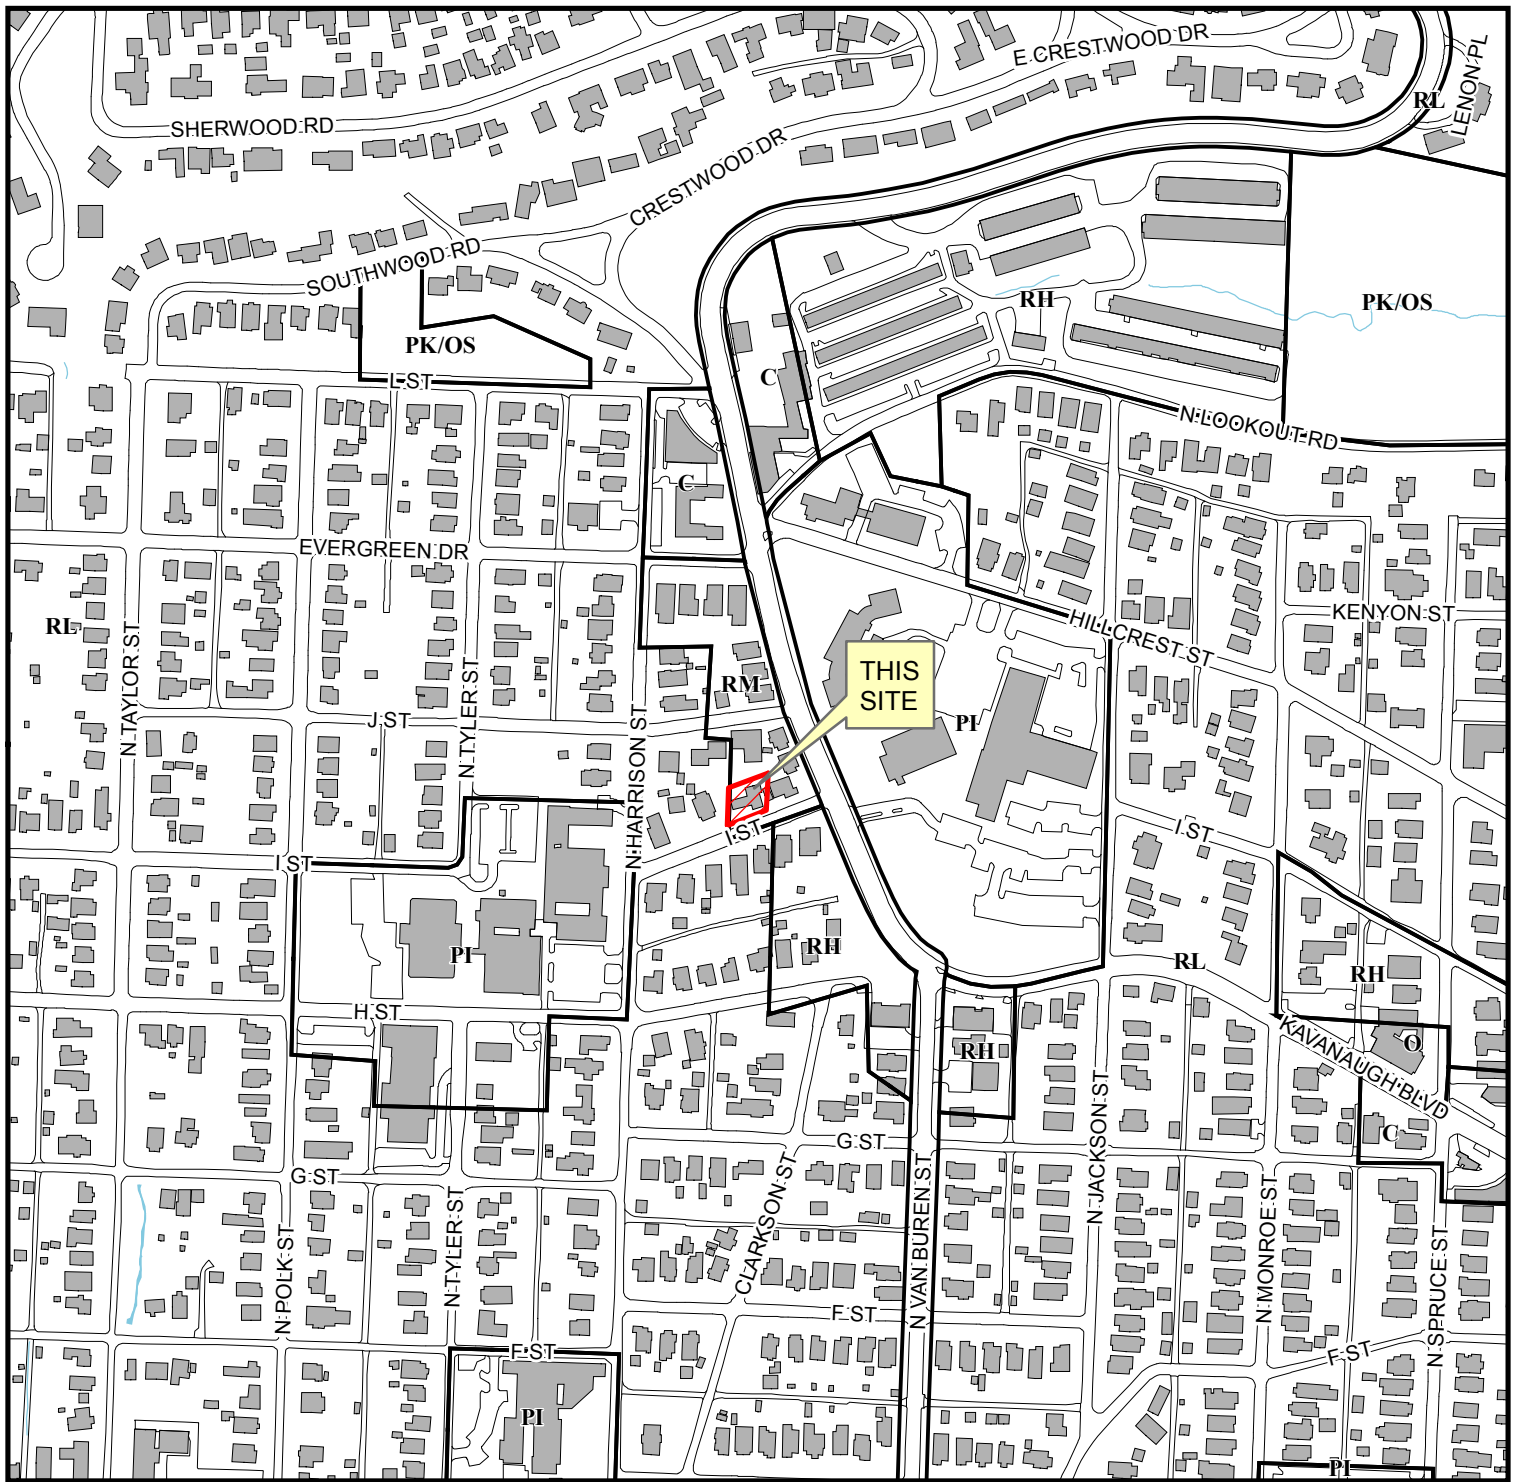 E CRESTWOOD DR
LENON PL
RL
SHERWOOD RD
CRESTWOOD DR
SOUTHWOOD RD
RH
PK/OS
PK/OS
L ST
C
N LOOKOUT RD
C
EVERGREEN DR
KENYON ST
RL
N TAYLOR ST
HILLCREST ST
THIS
SITE
RM
N TYLER ST
J ST
N HARRISON ST
PI
I ST
I ST
I ST
PI
RH
RL
RH
H ST
RH
KAVANAUGH BLVD
O
C
N JACKSON ST
G ST
G ST
CLARKSON ST
N VAN BUREN ST
N POLK ST
N TYLER ST
N MONROE ST
N SPRUCE ST
F ST
F ST
F ST
PI
PI